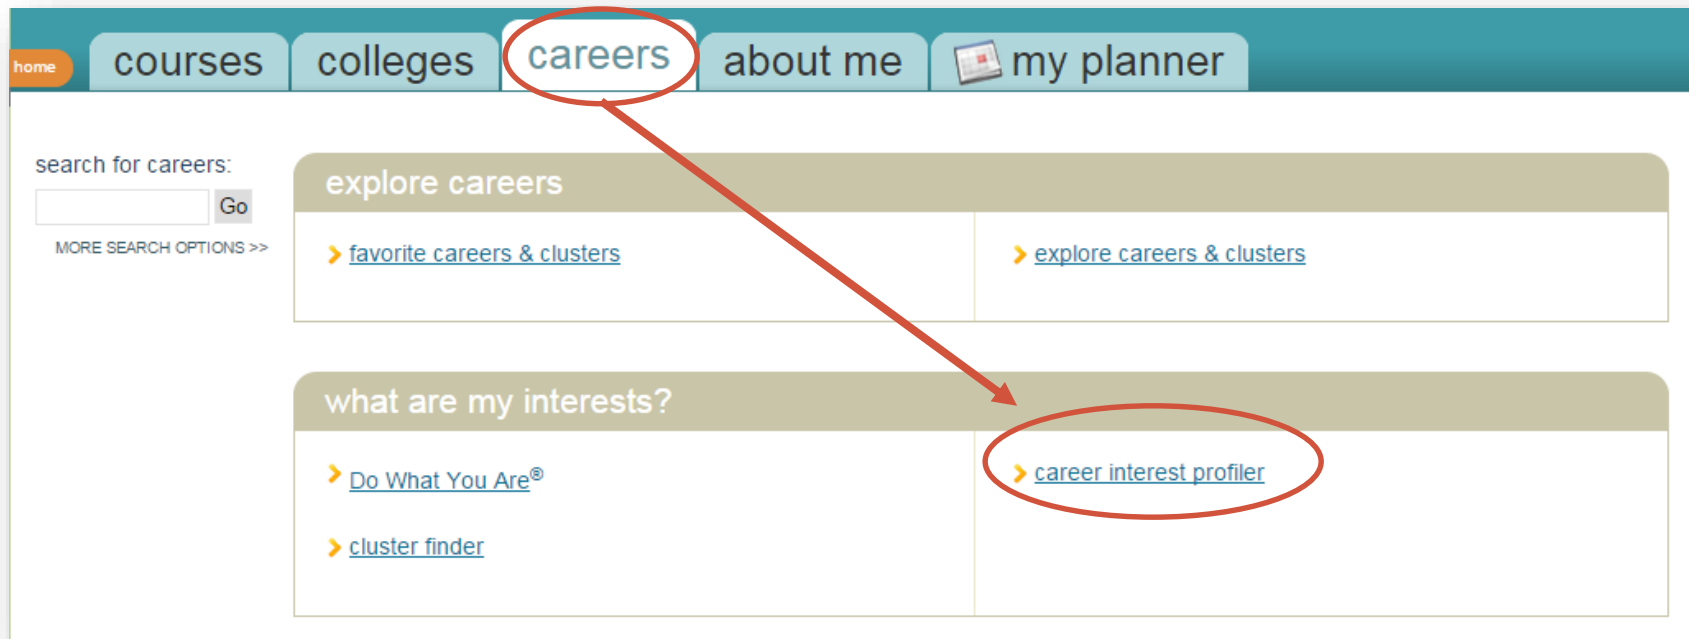 home
courses
colleges
careers
about me
my planner
search for careers:
Go
MORE SEARCH OPTIONS >>
explore careers
favorite careers & clusters
explore careers & clusters
what are my interests?
Do What You Are®
career interest profiler
cluster finder